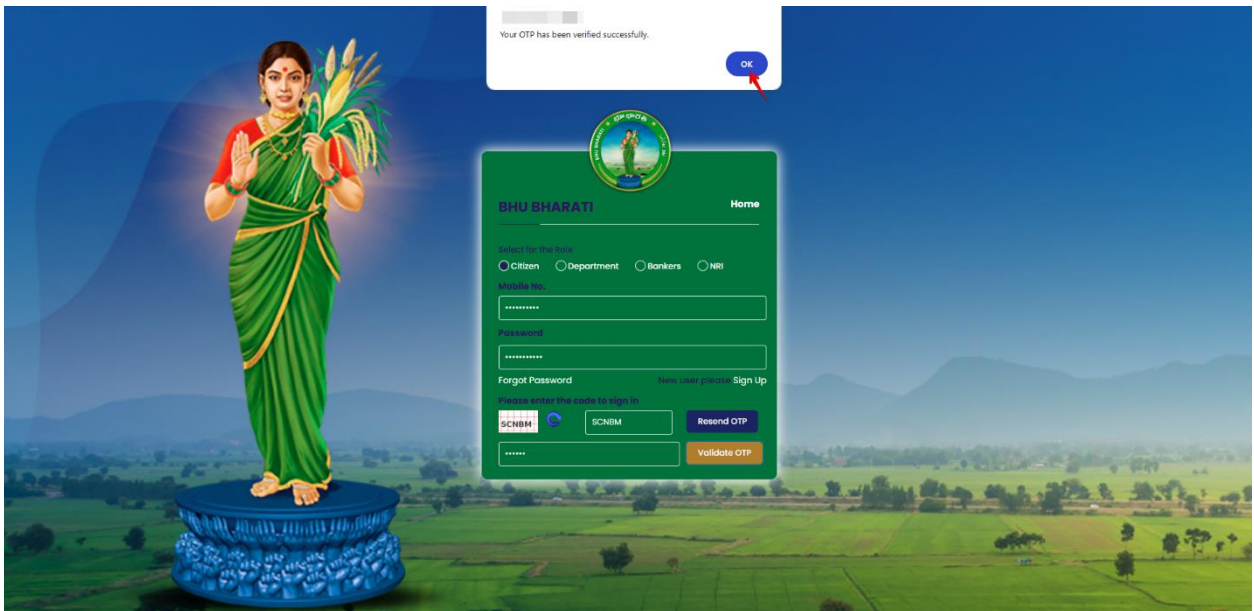 Your OTP has been verified successfully.
OK
BHU BHARATI
BHU BHARATI
Home
Select for the Role
Citizen Department Bankers NRI
Mobile No.
••••••••••
Password
•••••••••••
Forgot Password New user please Sign Up
Please enter the code to sign in
SCNBM SCNBM Resend OTP
•••••• Validate OTP